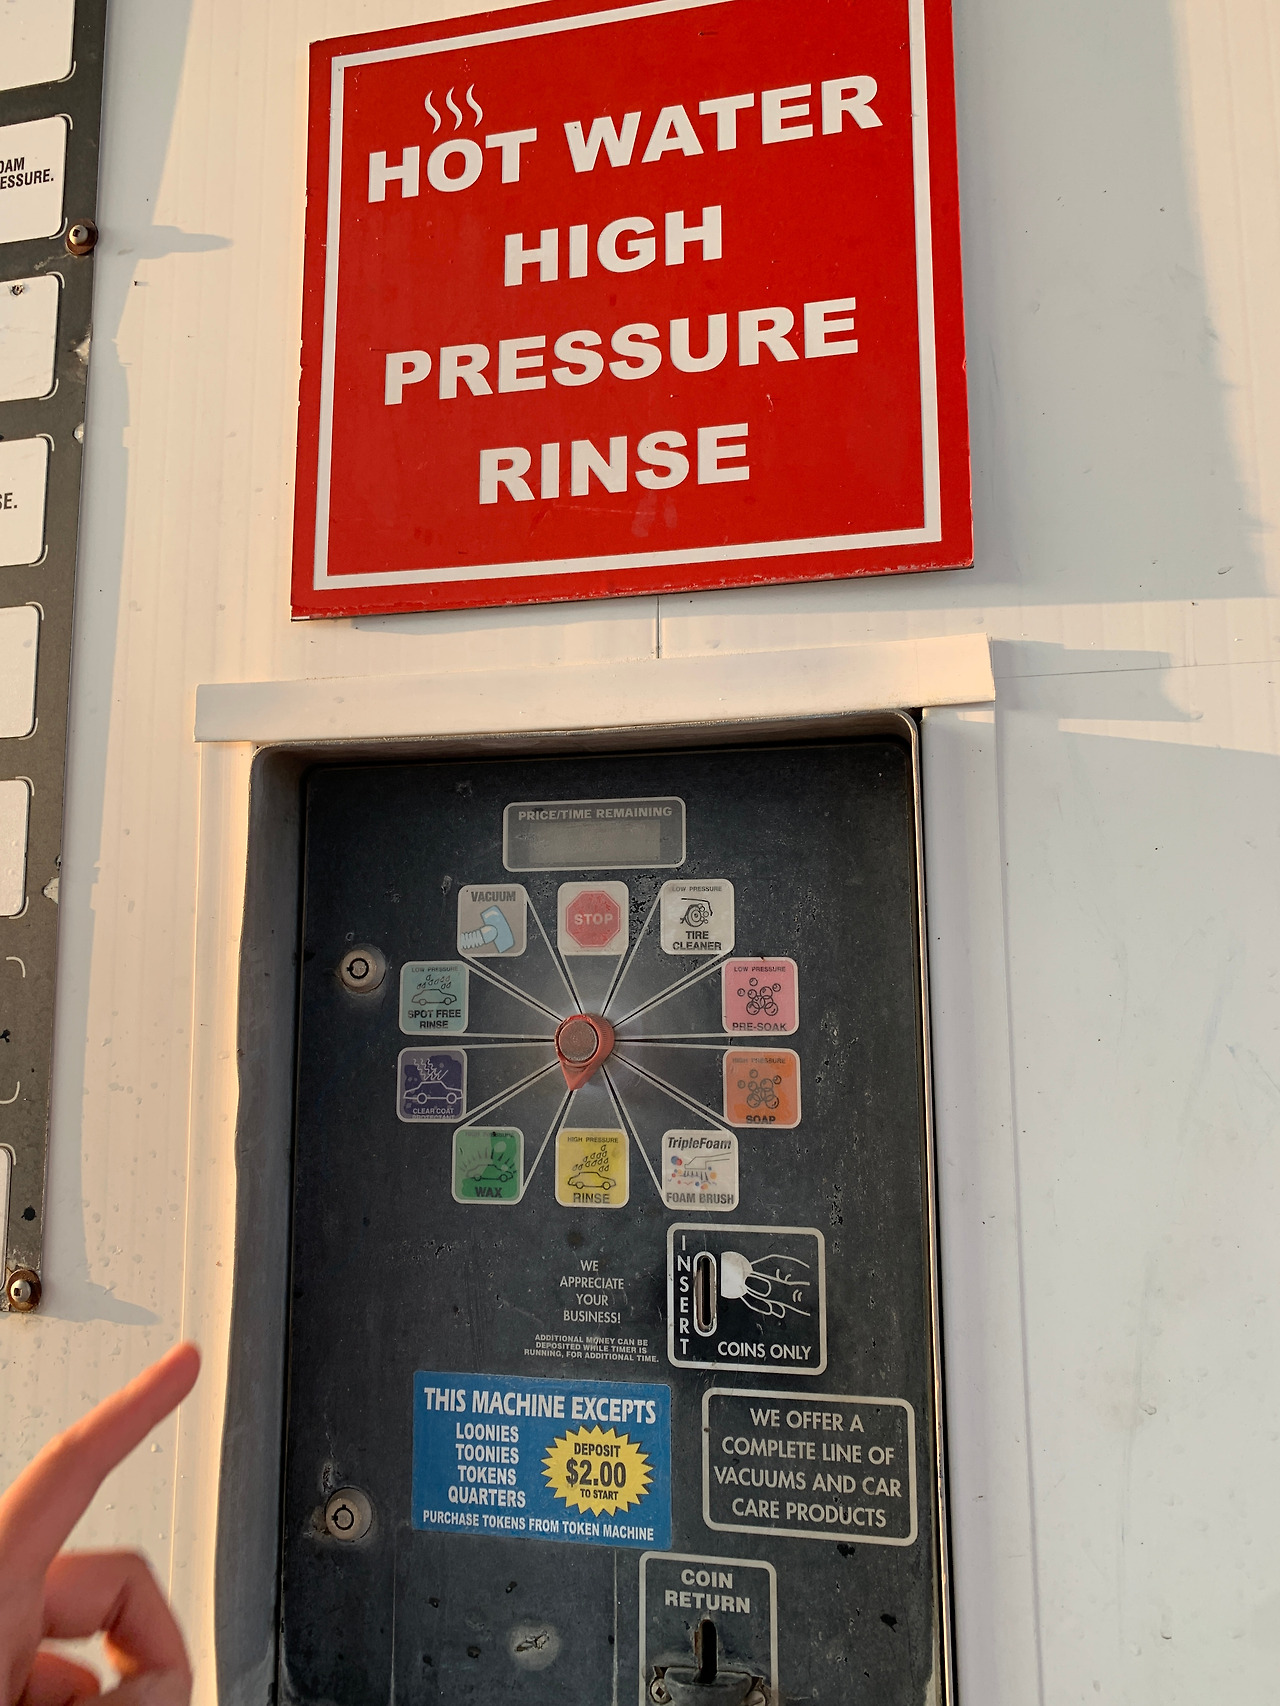 OAM
ESSURE.
SE.
HOT WATER
HIGH
PRESSURE
RINSE
PRICE/TIME REMAINING
VACUUM
STOP
LOW PRESSURE
TIRE
CLEANER
LOW PRESSURE
SPOT FREE
RINSE
LOW PRESSURE
PRE-SOAK
CLEAR COAT
PROTECTANT
HIGH PRESSURE
SOAP
HIGH PRESSURE
WAX
HIGH PRESSURE
RINSE
TripleFoam
FOAM BRUSH
WE
APPRECIATE
YOUR
BUSINESS!
ADDITIONAL MONEY CAN BE
DEPOSITED WHILE TIMER IS
RUNNING, FOR ADDITIONAL TIME.
INSERT
COINS ONLY
THIS MACHINE EXCEPTS
LOONIES
TOONIES
TOKENS
QUARTERS
DEPOSIT
$2.00
TO START
PURCHASE TOKENS FROM TOKEN MACHINE
WE OFFER A
COMPLETE LINE OF
VACUUMS AND CAR
CARE PRODUCTS
COIN
RETURN